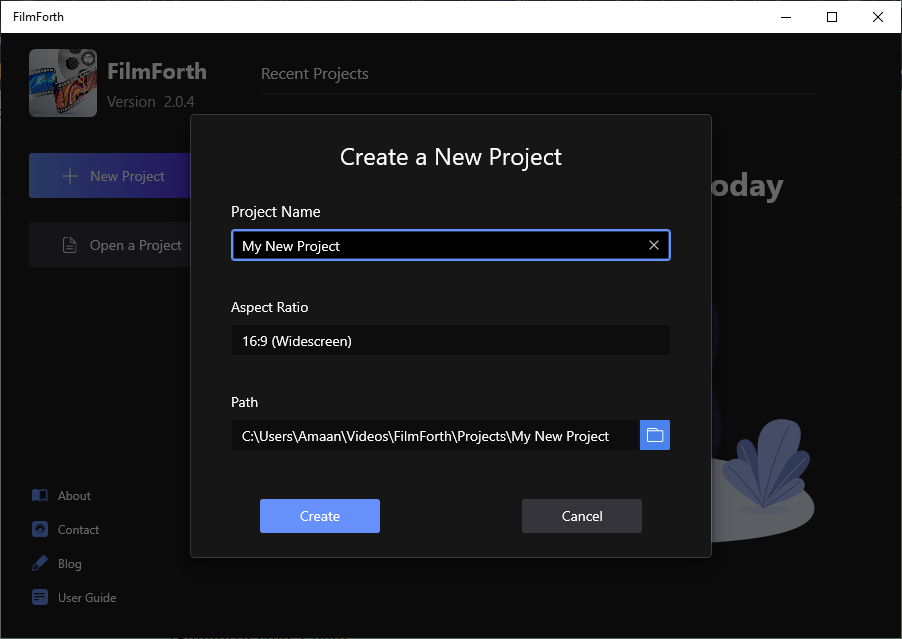 FilmForth
FilmForth
Version 2.0.4
Recent Projects
New Project
Open a Project
oday
Create a New Project
Project Name
My New Project
Aspect Ratio
16:9 (Widescreen)
Path
C:\Users\Amaan\Videos\FilmForth\Projects\My New Project
Create
Cancel
About
Contact
Blog
User Guide